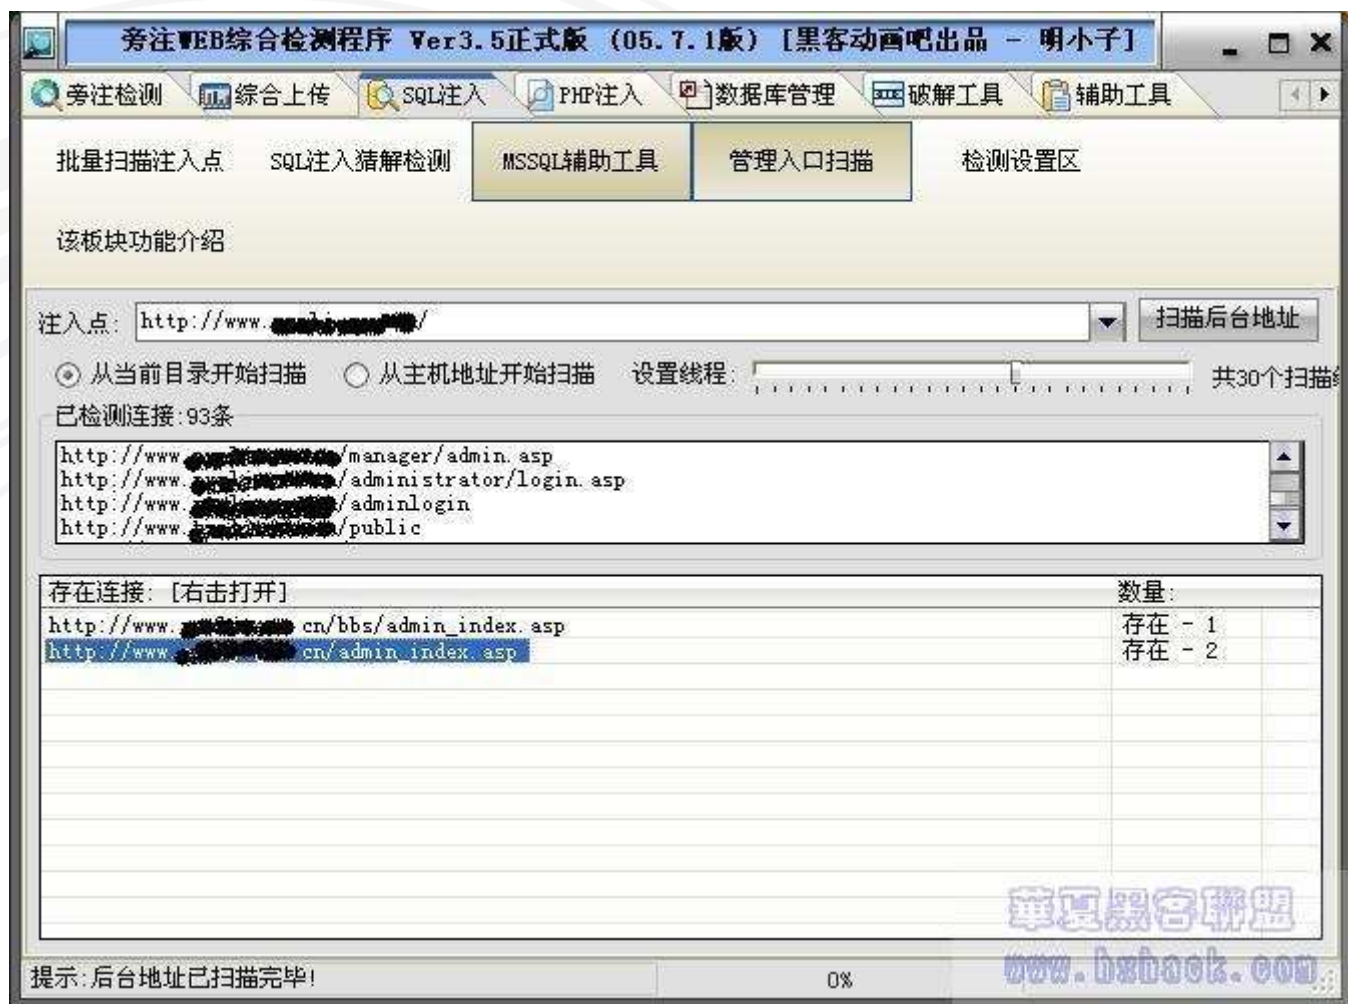 旁注WEB综合检测程序 Ver3.5正式版 (05.7.1版) [黑客动画吧出品 - 明小子]
旁注检测 综合上传 SQL注入 PHP注入 数据库管理 破解工具 辅助工具
批量扫描注入点 SQL注入猜解检测 MSSQL辅助工具 管理入口扫描 检测设置区
该板块功能介绍
注入点: http://www. / 扫描后台地址
从当前目录开始扫描 从主机地址开始扫描 设置线程: 共30个扫描
已检测连接:93条
http://www. /manager/admin.asp
http://www. /administrator/login.asp
http://www. /adminlogin
http://www. /public
存在连接: [右击打开] 数量:
http://www. cn/bbs/admin_index.asp 存在 - 1
http://www. cn/admin_index.asp 存在 - 2
華夏黑客聯盟
提示:后台地址已扫描完毕! 0% www.hxhack.com